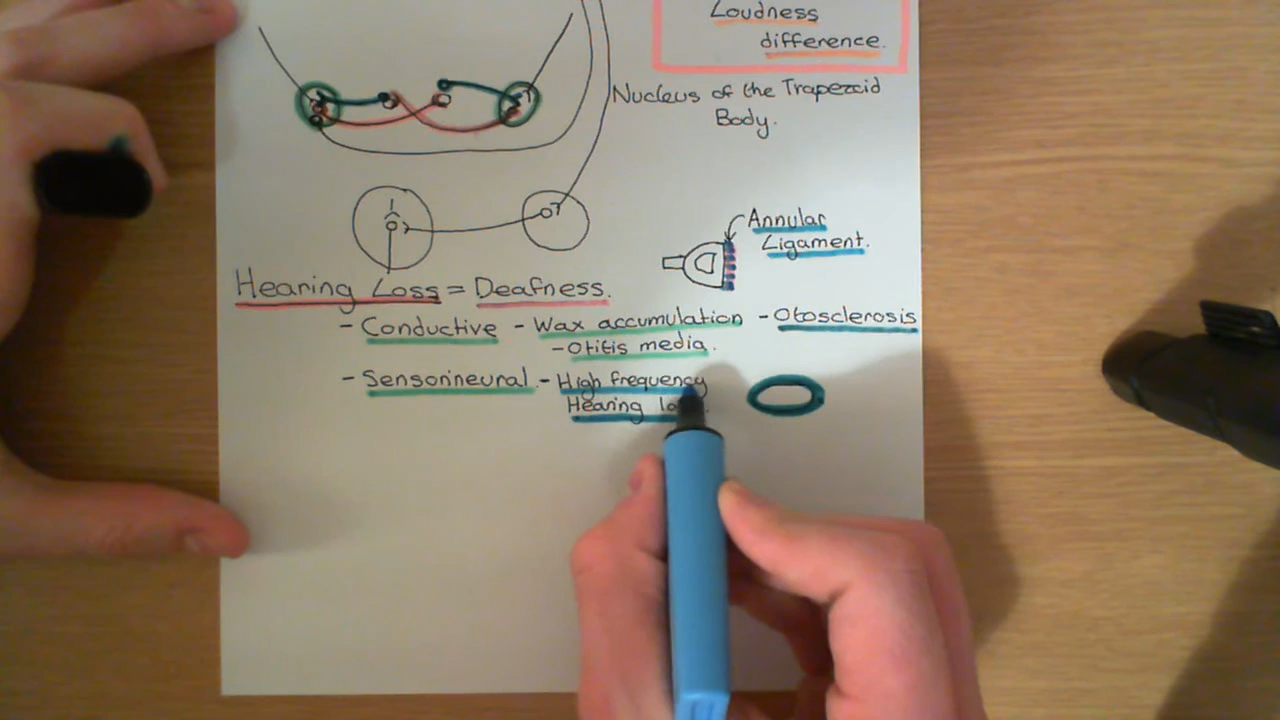 Loudness
difference.
Nucleus of the Trapezoid
Body.
Annular
Ligament.
Hearing Loss = Deafness.
- Conductive - Wax accumulation - Otosclerosis
- Otitis media.
- Sensorineural. - High frequency
Hearing